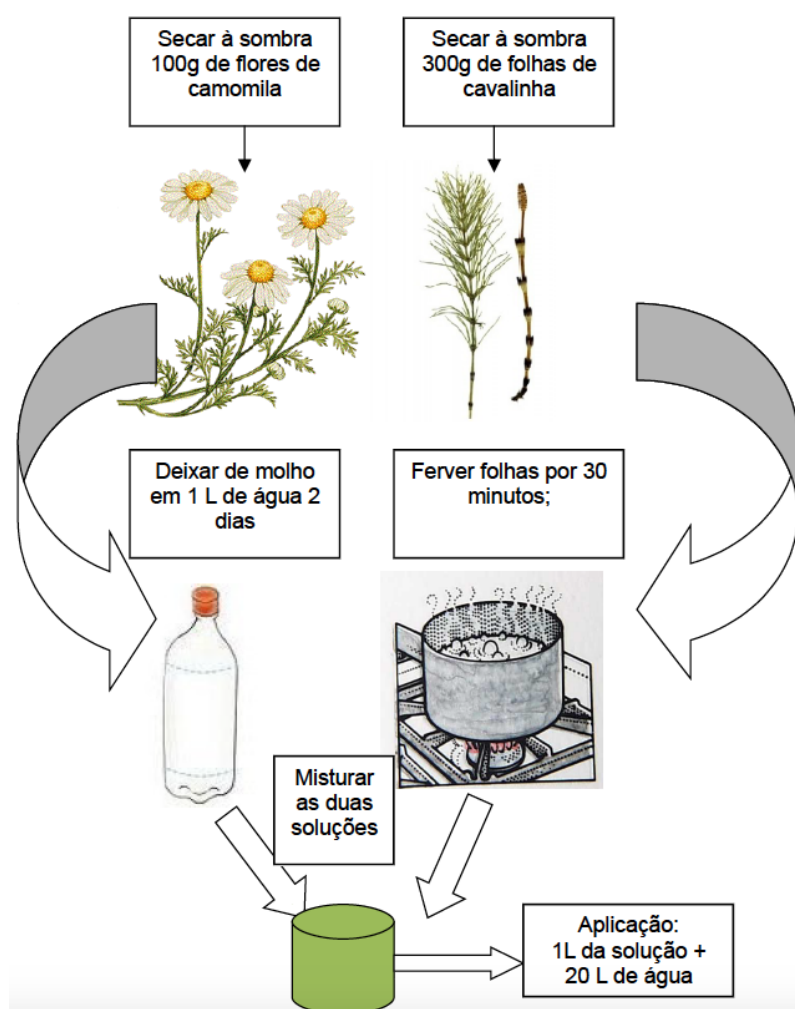 Secar à sombra
100g de flores de
camomila
Secar à sombra
300g de folhas de
cavalinha
Deixar de molho
em 1 L de água 2
dias
Ferver folhas por 30
minutos;
Misturar
as duas
soluções
Aplicação:
1L da solução +
20 L de água